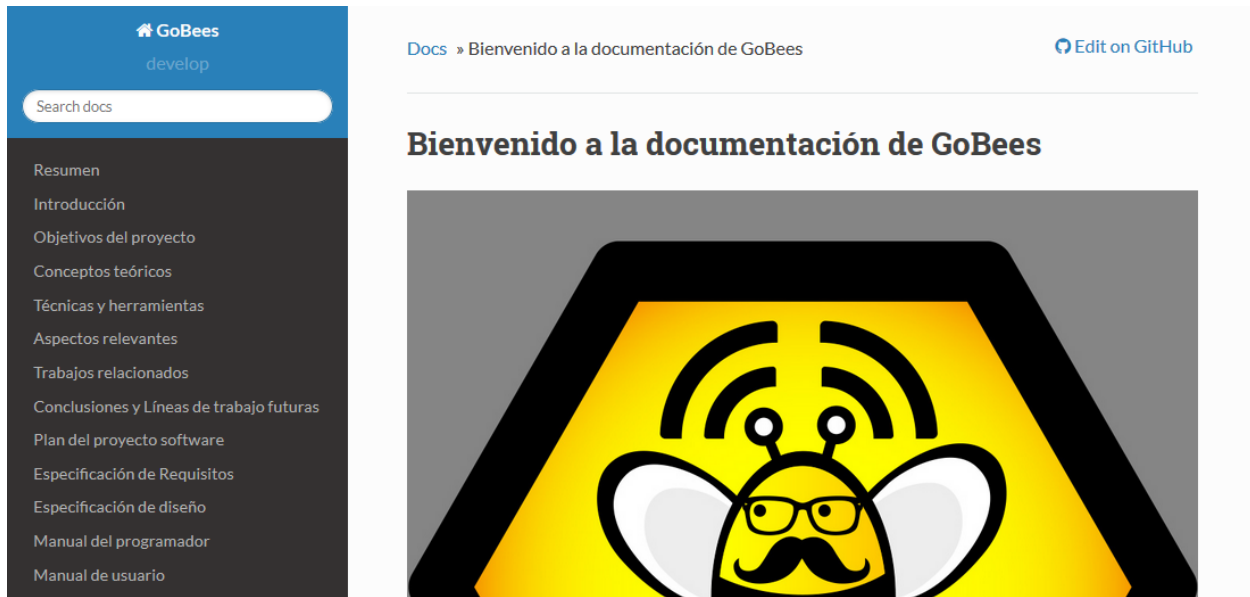 GoBees
develop
Search docs
Resumen
Introducción
Objetivos del proyecto
Conceptos teóricos
Técnicas y herramientas
Aspectos relevantes
Trabajos relacionados
Conclusiones y Líneas de trabajo futuras
Plan del proyecto software
Especificación de Requisitos
Especificación de diseño
Manual del programador
Manual de usuario
Docs » Bienvenido a la documentación de GoBees
Edit on GitHub
Bienvenido a la documentación de GoBees